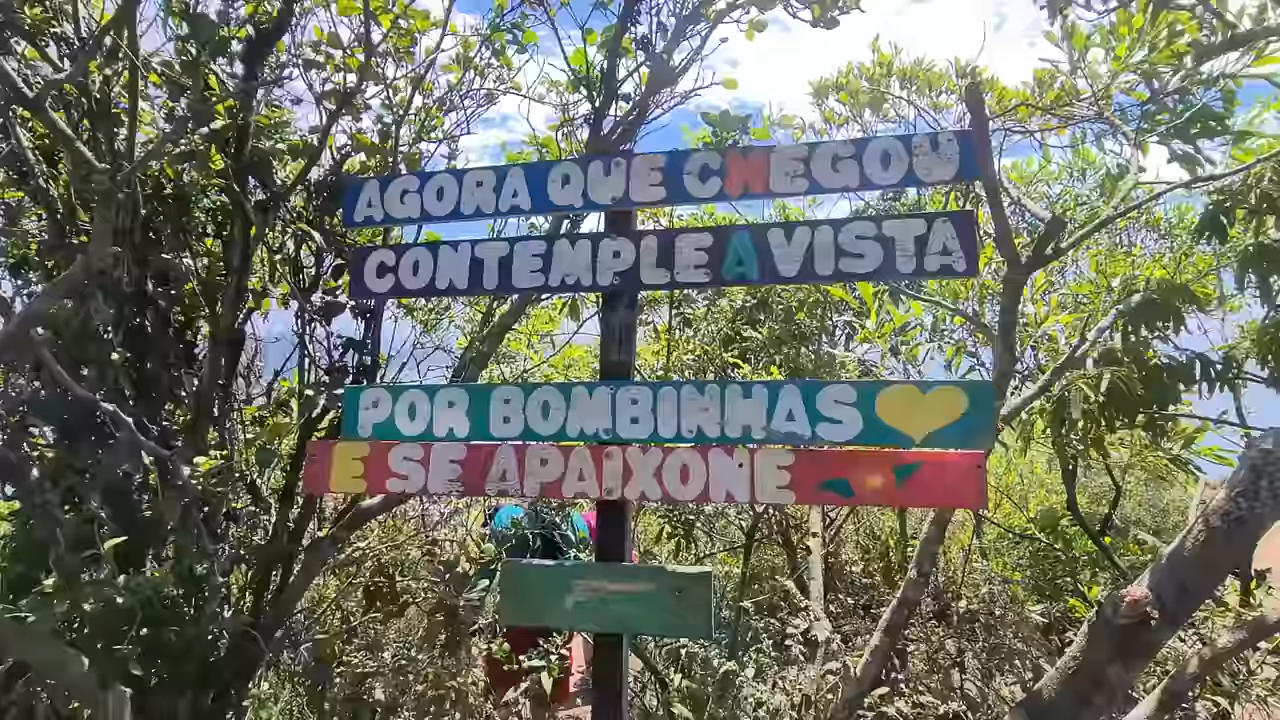 AGORA QUE CHEGOU
CONTEMPLE A VISTA
POR BOMBINHAS
E SE APAIXONE